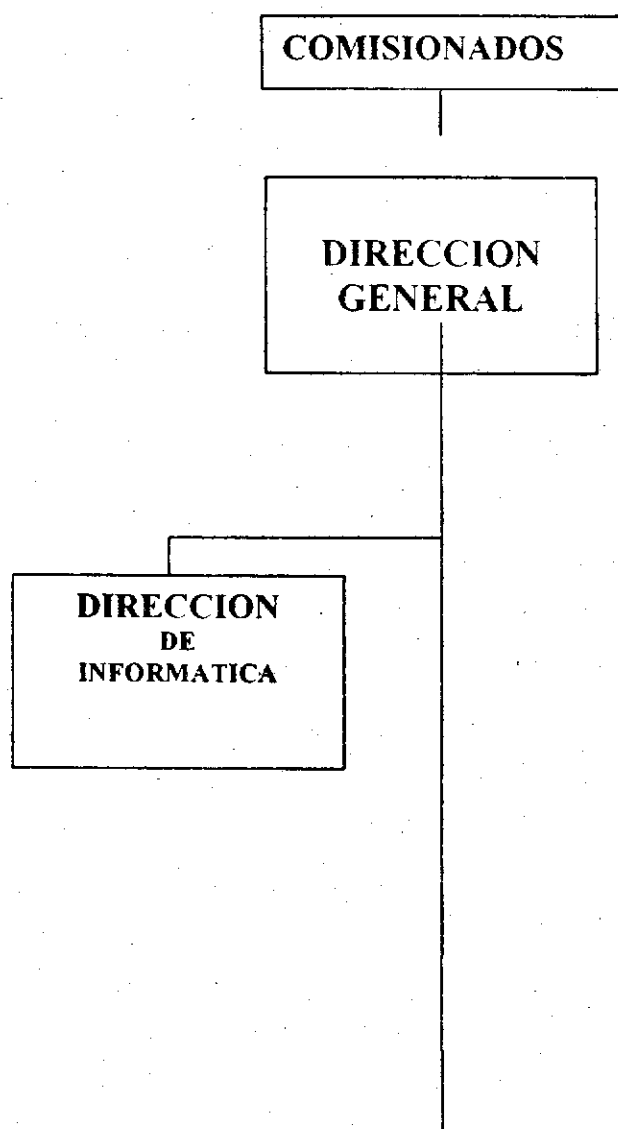 COMISIONADOS
DIRECCION
GENERAL
DIRECCION
DE
INFORMATICA